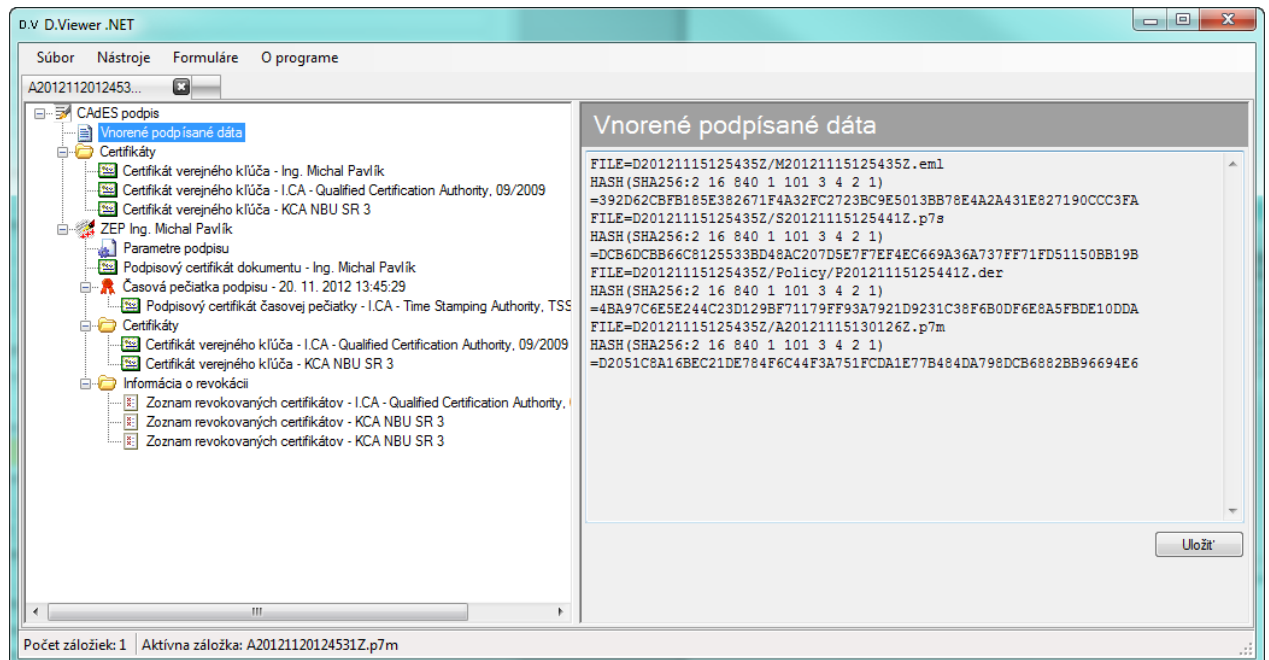 D.V D.Viewer .NET
Súbor Nástroje Formuláre O programe
A2012112012453...
CAdES podpis
Vnorené podpísané dáta
Certifikáty
Certifikát verejného kľúča - Ing. Michal Pavlík
Certifikát verejného kľúča - I.CA - Qualified Certification Authority, 09/2009
Certifikát verejného kľúča - KCA NBU SR 3
ZEP Ing. Michal Pavlík
Parametre podpisu
Podpisový certifikát dokumentu - Ing. Michal Pavlík
Časová pečiatka podpisu - 20. 11. 2012 13:45:29
Podpisový certifikát časovej pečiatky - I.CA - Time Stamping Authority, TSS
Certifikáty
Certifikát verejného kľúča - I.CA - Qualified Certification Authority, 09/2009
Certifikát verejného kľúča - KCA NBU SR 3
Informácia o revokácii
Zoznam revokovaných certifikátov - I.CA - Qualified Certification Authority,
Zoznam revokovaných certifikátov - KCA NBU SR 3
Zoznam revokovaných certifikátov - KCA NBU SR 3
Vnorené podpísané dáta
FILE=D20121115125435Z/M20121115125435Z.eml
HASH(SHA256:2 16 840 1 101 3 4 2 1)
=392D62CBFB185E382671F4A32FC2723BC9E5013BB78E4A2A431E827190CCC3FA
FILE=D20121115125435Z/S20121115125441Z.p7s
HASH(SHA256:2 16 840 1 101 3 4 2 1)
=DCB6DCBB66C8125533BD48AC207D5E7F7EF4EC669A36A737FF71FD51150BB19B
FILE=D20121115125435Z/Policy/P20121115125441Z.der
HASH(SHA256:2 16 840 1 101 3 4 2 1)
=4BA97C6E5E244C23D129BF71179FF93A7921D9231C38F6B0DF6E8A5FBDE10DDA
FILE=D20121115125435Z/A20121115130126Z.p7m
HASH(SHA256:2 16 840 1 101 3 4 2 1)
=D2051C8A16BEC21DE784F6C44F3A751FCDA1E77B484DA798DCB6882BB96694E6
Uložiť
Počet záložiek: 1 Aktívna záložka: A20121120124531Z.p7m